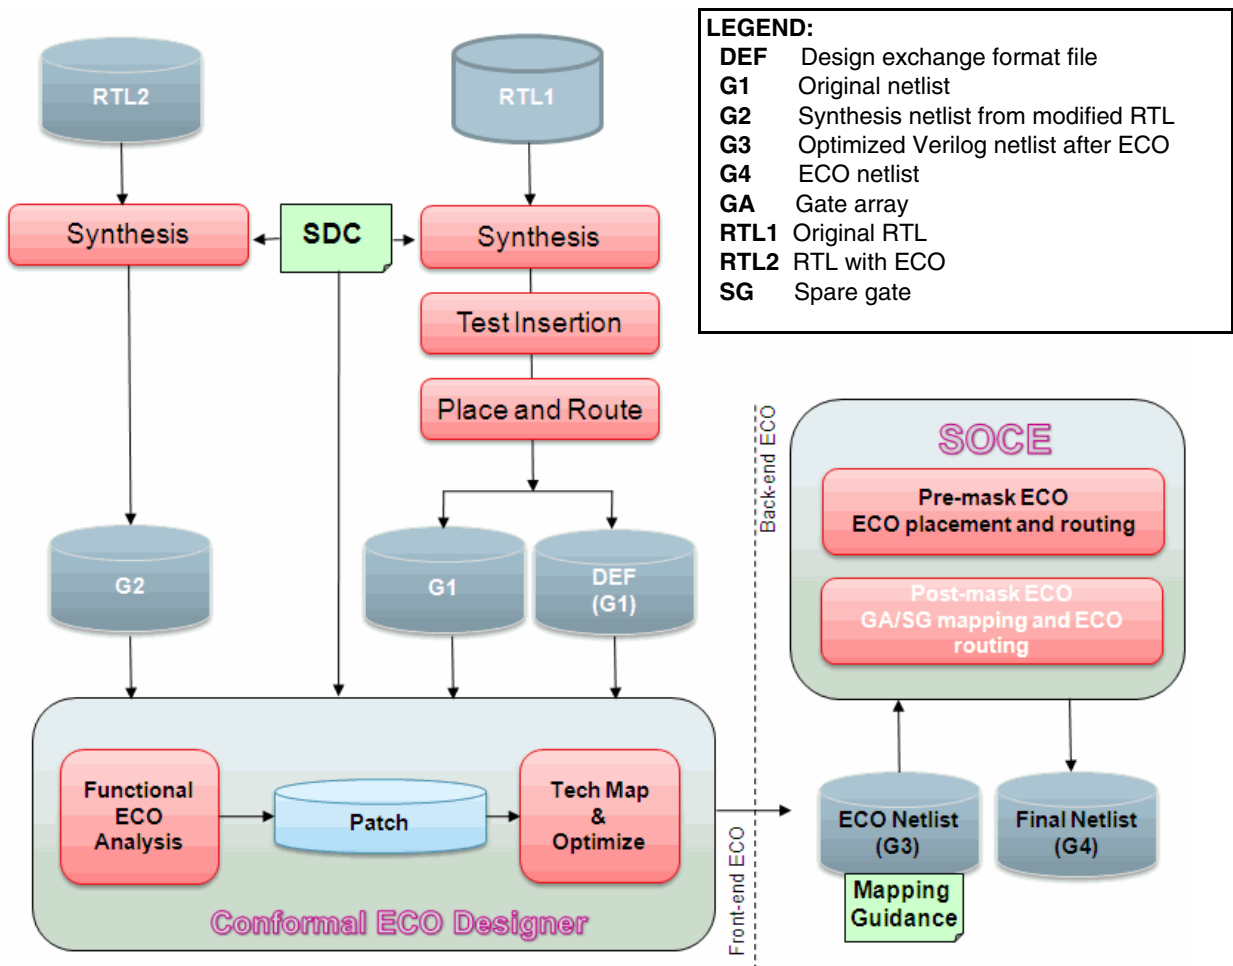 LEGEND:
DEF Design exchange format file
G1 Original netlist
G2 Synthesis netlist from modified RTL
G3 Optimized Verilog netlist after ECO
G4 ECO netlist
GA Gate array
RTL1 Original RTL
RTL2 RTL with ECO
SG Spare gate
RTL2
RTL1
Synthesis
SDC
Synthesis
Test Insertion
Place and Route
G2
G1
DEF
(G1)
Functional
ECO
Analysis
Patch
Tech Map
&
Optimize
Conformal ECO Designer
Back-end ECO
Front-end ECO
SOCE
Pre-mask ECO
ECO placement and routing
Post-mask ECO
GA/SG mapping and ECO
routing
ECO Netlist
(G3)
Mapping
Guidance
Final Netlist
(G4)